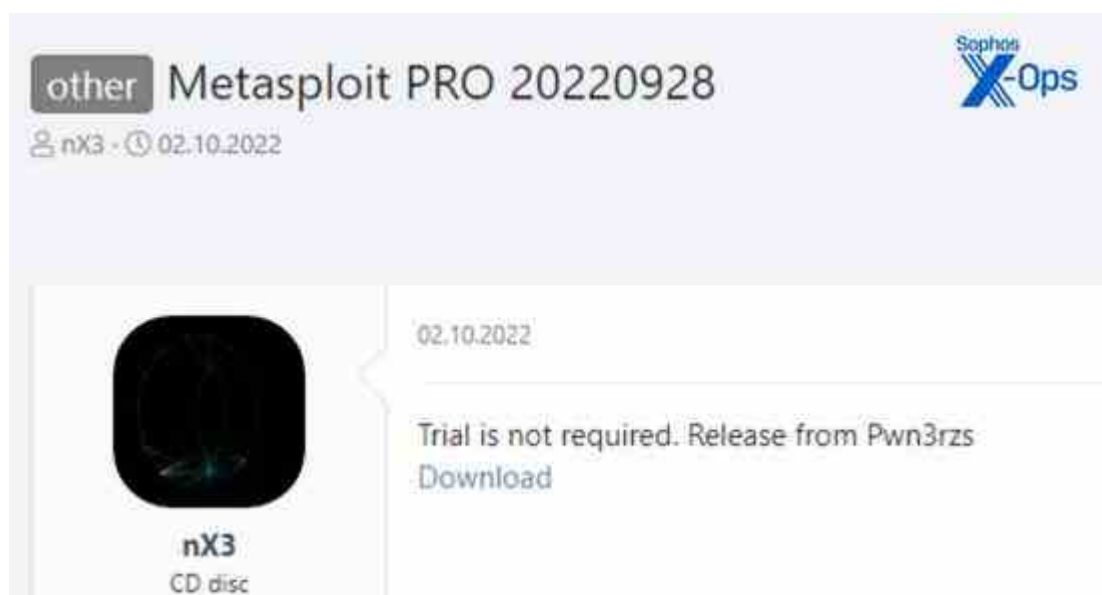 other Metasploit PRO 20220928
Sophos
X-Ops
nX3 · 02.10.2022
02.10.2022
Trial is not required. Release from Pwn3rzs
Download
nX3
CD disc